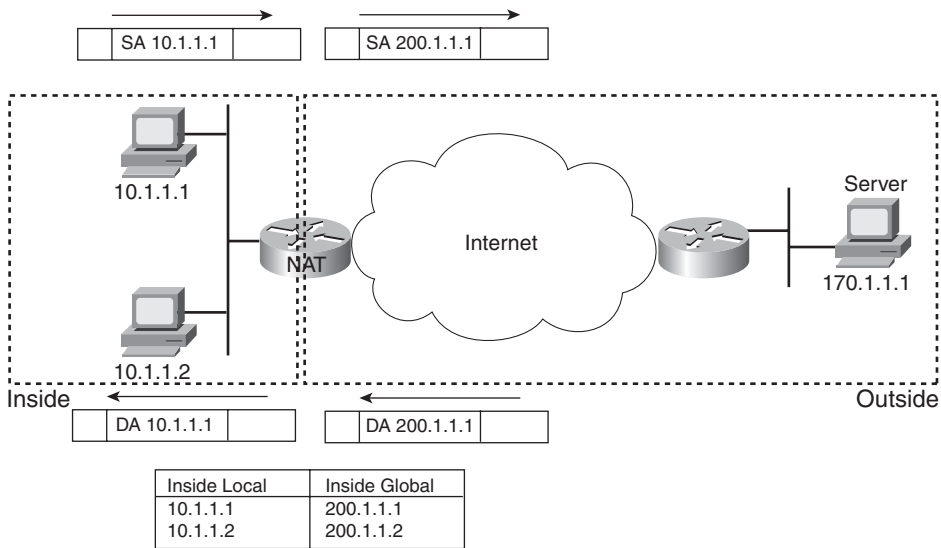 SA 10.1.1.1
SA 200.1.1.1
10.1.1.1
Server
Internet
NAT
170.1.1.1
10.1.1.2
Inside
Outside
DA 10.1.1.1
DA 200.1.1.1
Inside Local Inside Global
10.1.1.1 200.1.1.1
10.1.1.2 200.1.1.2